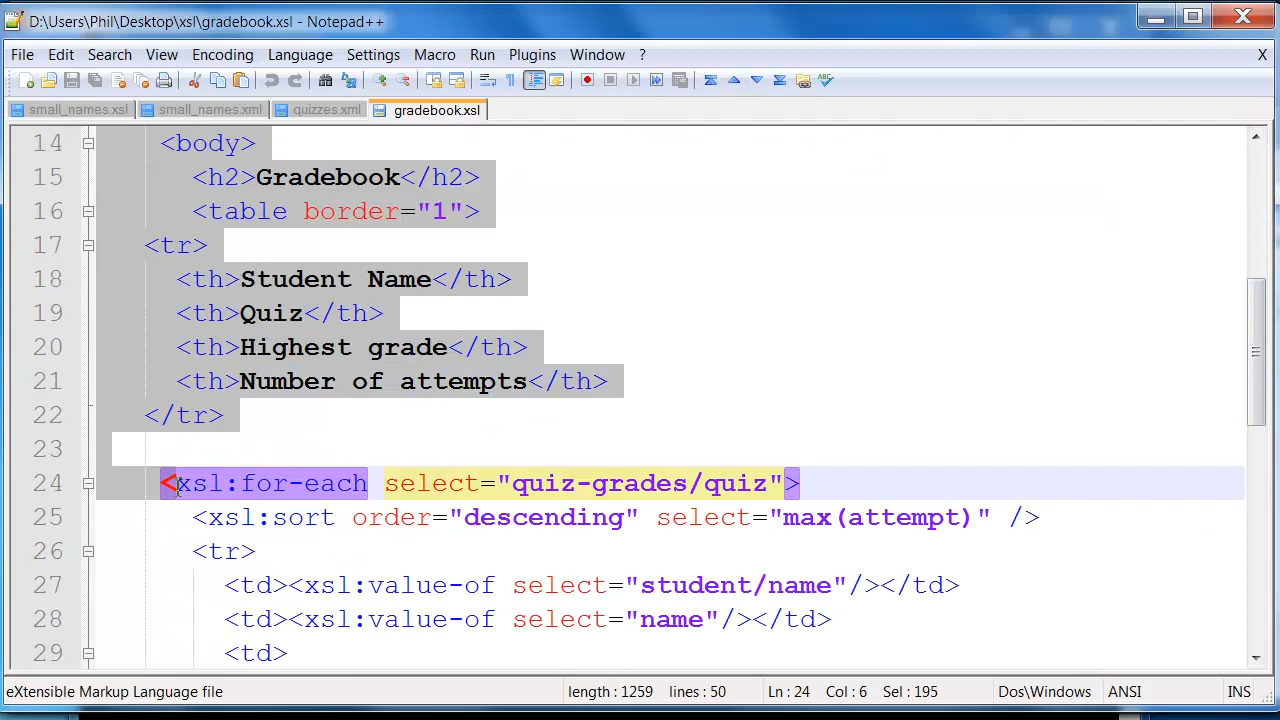 D:\Users\Phil\Desktop\xsl\gradebook.xsl - Notepad++
File Edit Search View Encoding Language Settings Macro Run Plugins Window ? X
small_names.xsl small_names.xml quizzes.xml gradebook.xsl
14 <body>
15 <h2>Gradebook</h2>
16 <table border="1">
17 <tr>
18 <th>Student Name</th>
19 <th>Quiz</th>
20 <th>Highest grade</th>
21 <th>Number of attempts</th>
22 </tr>
23
24 <xsl:for-each select="quiz-grades/quiz">
25 <xsl:sort order="descending" select="max(attempt)" />
26 <tr>
27 <td><xsl:value-of select="student/name"/></td>
28 <td><xsl:value-of select="name"/></td>
29 <td>
eXtensible Markup Language file length : 1259 lines : 50 Ln : 24 Col : 6 Sel : 195 Dos\Windows ANSI INS